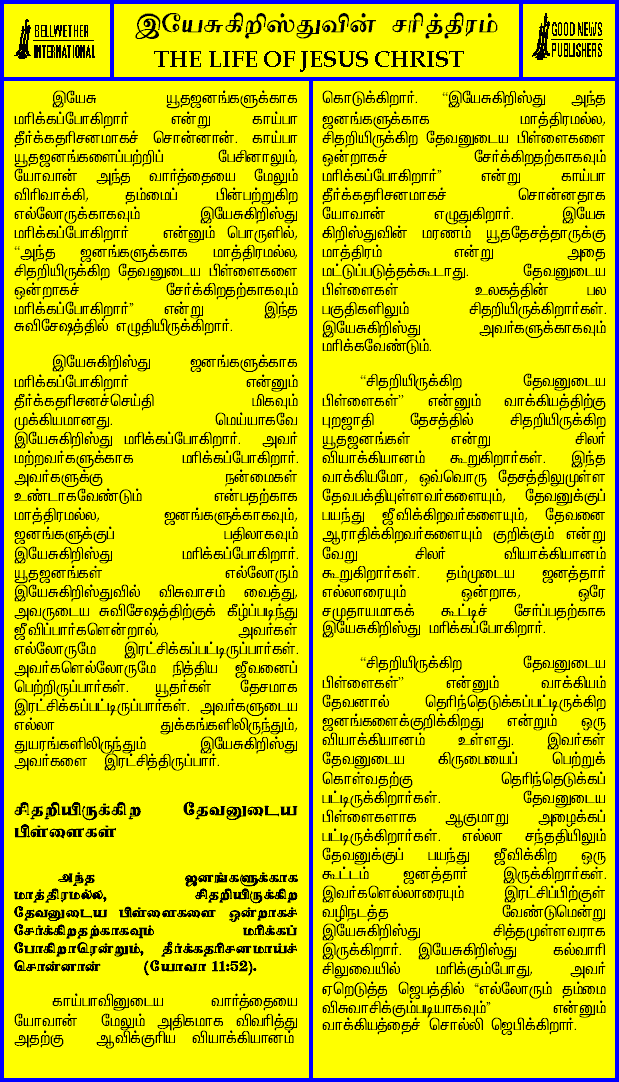 BELLWETHER
INTERNATIONAL
இயேசுகிறிஸ்துவின் சரித்திரம்
THE LIFE OF JESUS CHRIST
GOOD NEWS
PUBLISHERS
இயேசு யூதஜனங்களுக்காக
மரிக்கப்போகிறார் என்று காய்பா
தீர்க்கதரிசனமாகச் சொன்னான். காய்பா
யூதஜனங்களைப்பற்றிப் பேசினாலும்,
யோவான் அந்த வார்த்தையை மேலும்
விரிவாக்கி, தம்மைப் பின்பற்றுகிற
எல்லோருக்காகவும் இயேசுகிறிஸ்து
மரிக்கப்போகிறார் என்னும் பொருளில்,
“அந்த ஜனங்களுக்காக மாத்திரமல்ல,
சிதறியிருக்கிற தேவனுடைய பிள்ளைகளை
ஒன்றாகச் சேர்க்கிறதற்காகவும்
மரிக்கப்போகிறார்” என்று இந்த
சுவிசேஷத்தில் எழுதியிருக்கிறார்.
இயேசுகிறிஸ்து ஜனங்களுக்காக
மரிக்கப்போகிறார் என்னும்
தீர்க்கதரிசனச்செய்தி மிகவும்
முக்கியமானது. மெய்யாகவே
இயேசுகிறிஸ்து மரிக்கப்போகிறார். அவர்
மற்றவர்களுக்காக மரிக்கப்போகிறார்.
அவர்களுக்கு நன்மைகள்
உண்டாகவேண்டும் என்பதற்காக
மாத்திரமல்ல, ஜனங்களுக்காகவும்,
ஜனங்களுக்குப் பதிலாகவும்
இயேசுகிறிஸ்து மரிக்கப்போகிறார்.
யூதஜனங்கள் எல்லோரும்
இயேசுகிறிஸ்துவில் விசுவாசம் வைத்து,
அவருடைய சுவிசேஷத்திற்குக் கீழ்ப்படிந்து
ஜீவிப்பார்களென்றால், அவர்கள்
எல்லோருமே இரட்சிக்கப்பட்டிருப்பார்கள்.
அவர்களெல்லோருமே நித்திய ஜீவனைப்
பெற்றிருப்பார்கள். யூதர்கள் தேசமாக
இரட்சிக்கப்பட்டிருப்பார்கள். அவர்களுடைய
எல்லா துக்கங்களிலிருந்தும்,
துயரங்களிலிருந்தும் இயேசுகிறிஸ்து
அவர்களை இரட்சித்திருப்பார்.
சிதறியிருக்கிற தேவனுடைய
பிள்ளைகள்
அந்த ஜனங்களுக்காக
மாத்திரமல்ல, சிதறியிருக்கிற
தேவனுடைய பிள்ளைகளை ஒன்றாகச்
சேர்க்கிறதற்காகவும் மரிக்கப்
போகிறாரென்றும், தீர்க்கதரிசனமாய்ச்
சொன்னான் (யோவா 11:52).
காய்பாவினுடைய வார்த்தையை
யோவான் மேலும் அதிகமாக விவரித்து
அதற்கு ஆவிக்குரிய வியாக்கியானம்
கொடுக்கிறார். “இயேசுகிறிஸ்து அந்த
ஜனங்களுக்காக மாத்திரமல்ல,
சிதறியிருக்கிற தேவனுடைய பிள்ளைகளை
ஒன்றாகச் சேர்க்கிறதற்காகவும்
மரிக்கப்போகிறார்” என்று காய்பா
தீர்க்கதரிசனமாகச் சொன்னதாக
யோவான் எழுதுகிறார். இயேசு
கிறிஸ்துவின் மரணம் யூததேசத்தாருக்கு
மாத்திரம் என்று அதை
மட்டுப்படுத்தக்கூடாது. தேவனுடைய
பிள்ளைகள் உலகத்தின் பல
பகுதிகளிலும் சிதறியிருக்கிறார்கள்.
இயேசுகிறிஸ்து அவர்களுக்காகவும்
மரிக்கவேண்டும்.
“சிதறியிருக்கிற தேவனுடைய
பிள்ளைகள்” என்னும் வாக்கியத்திற்கு
புறஜாதி தேசத்தில் சிதறியிருக்கிற
யூதஜனங்கள் என்று சிலர்
வியாக்கியானம் கூறுகிறார்கள். இந்த
வாக்கியமோ, ஒவ்வொரு தேசத்திலுமுள்ள
தேவபக்தியுள்ளவர்களையும், தேவனுக்குப்
பயந்து ஜீவிக்கிறவர்களையும், தேவனை
ஆராதிக்கிறவர்களையும் குறிக்கும் என்று
வேறு சிலர் வியாக்கியானம்
கூறுகிறார்கள். தம்முடைய ஜனத்தார்
எல்லாரையும் ஒன்றாக, ஒரே
சமுதாயமாகக் கூட்டிச் சேர்ப்பதற்காக
இயேசுகிறிஸ்து மரிக்கப்போகிறார்.
“சிதறியிருக்கிற தேவனுடைய
பிள்ளைகள்” என்னும் வாக்கியம்
தேவனால் தெரிந்தெடுக்கப்பட்டிருக்கிற
ஜனங்களைக்குறிக்கிறது என்றும் ஒரு
வியாக்கியானம் உள்ளது. இவர்கள்
தேவனுடைய கிருபையைப் பெற்றுக்
கொள்வதற்கு தெரிந்தெடுக்கப்
பட்டிருக்கிறார்கள். தேவனுடைய
பிள்ளைகளாக ஆகுமாறு அழைக்கப்
பட்டிருக்கிறார்கள். எல்லா சந்ததியிலும்
தேவனுக்குப் பயந்து ஜீவிக்கிற ஒரு
கூட்டம் ஜனத்தார் இருக்கிறார்கள்.
இவர்களெல்லாரையும் இரட்சிப்பிற்குள்
வழிநடத்த வேண்டுமென்று
இயேசுகிறிஸ்து சித்தமுள்ளவராக
இருக்கிறார். இயேசுகிறிஸ்து கல்வாரி
சிலுவையில் மரிக்கும்போது, அவர்
ஏறெடுத்த ஜெபத்தில் “எல்லோரும் தம்மை
விசுவாசிக்கும்படியாகவும்” என்னும்
வாக்கியத்தைச் சொல்லி ஜெபிக்கிறார்.